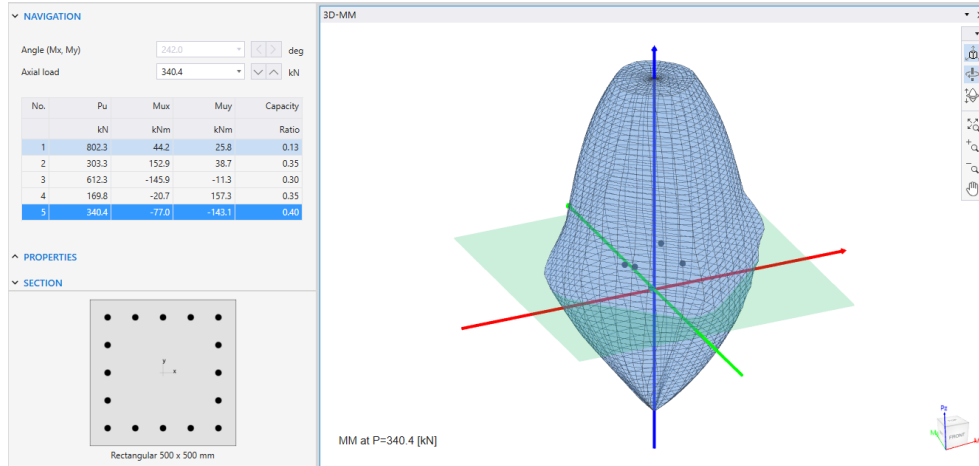 NAVIGATION
Angle (Mx, My) 242.0 deg
Axial load 340.4 kN
No. Pu Mux Muy Capacity
kN kNm kNm Ratio
1 802.3 44.2 25.8 0.13
2 303.3 152.9 38.7 0.35
3 612.3 -145.9 -11.3 0.30
4 169.8 -20.7 157.3 0.35
5 340.4 -77.0 -143.1 0.40
PROPERTIES
SECTION
y
x
Rectangular 500 x 500 mm
3D-MM
MM at P=340.4 [kN]
Pz
FRONT